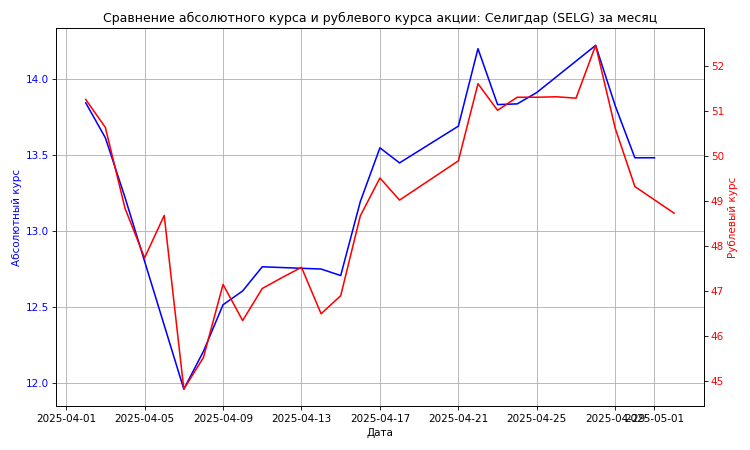 Сравнение абсолютного курса и рублевого курса акции: Селигдар (SELG) за месяц
14.0
13.5
13.0
12.5
12.0
Абсолютный курс
52
51
50
49
48
47
46
45
Рублевый курс
2025-04-01 2025-04-05 2025-04-09 2025-04-13 2025-04-17 2025-04-21 2025-04-25 2025-04-29 2025-05-01
Дата